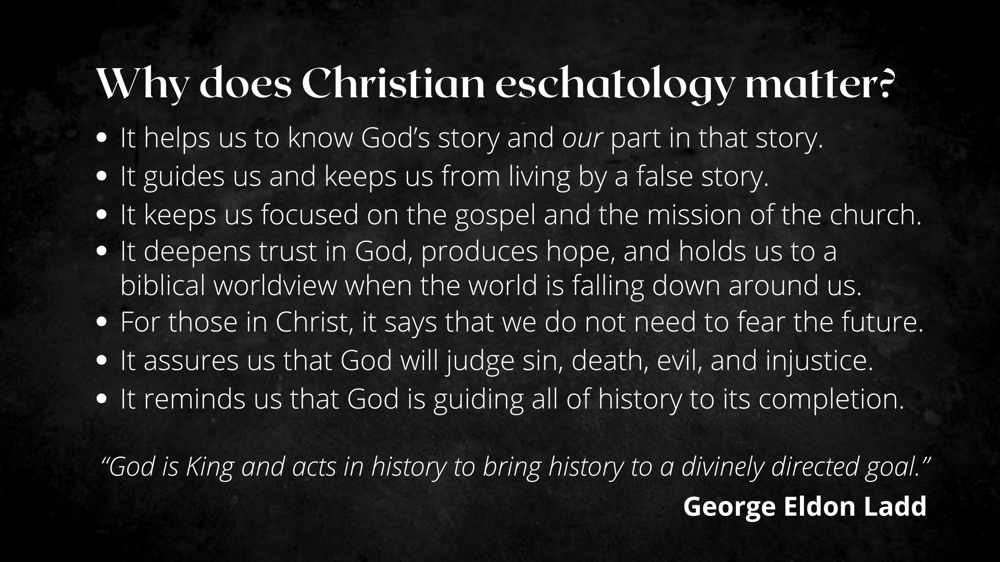 Why does Christian eschatology matter?
• It helps us to know God’s story and our part in that story.
• It guides us and keeps us from living by a false story.
• It keeps us focused on the gospel and the mission of the church.
• It deepens trust in God, produces hope, and holds us to a
biblical worldview when the world is falling down around us.
• For those in Christ, it says that we do not need to fear the future.
• It assures us that God will judge sin, death, evil, and injustice.
• It reminds us that God is guiding all of history to its completion.
“God is King and acts in history to bring history to a divinely directed goal.”
George Eldon Ladd